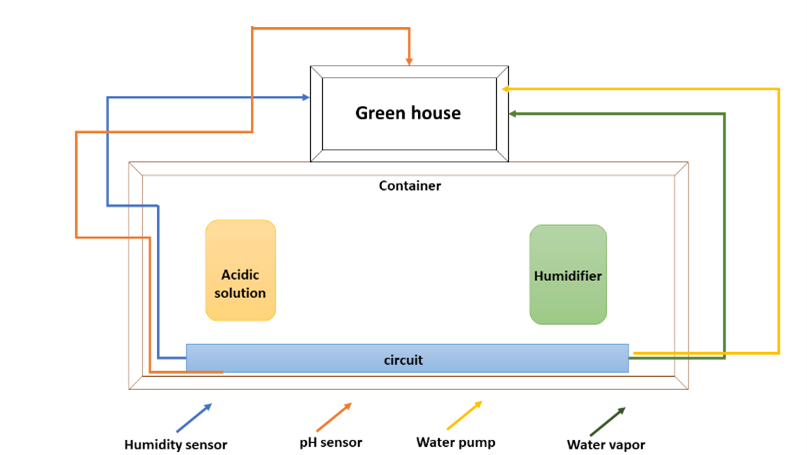 Green house
Container
Acidic
solution
Humidifier
circuit
Humidity sensor
pH sensor
Water pump
Water vapor